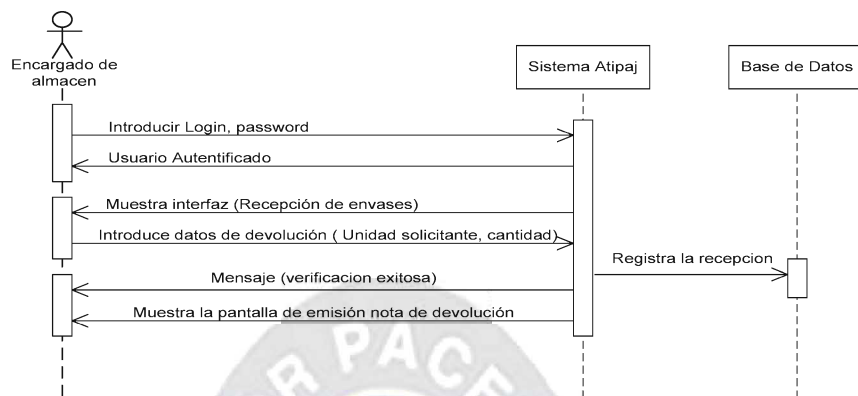 Encargado de
almacen
Sistema Atipaj
Base de Datos
Introducir Login, password
Usuario Autentificado
Muestra interfaz (Recepción de envases)
Introduce datos de devolución ( Unidad solicitante, cantidad)
Registra la recepcion
Mensaje (verificacion exitosa)
Muestra la pantalla de emisión nota de devolución
R PACE